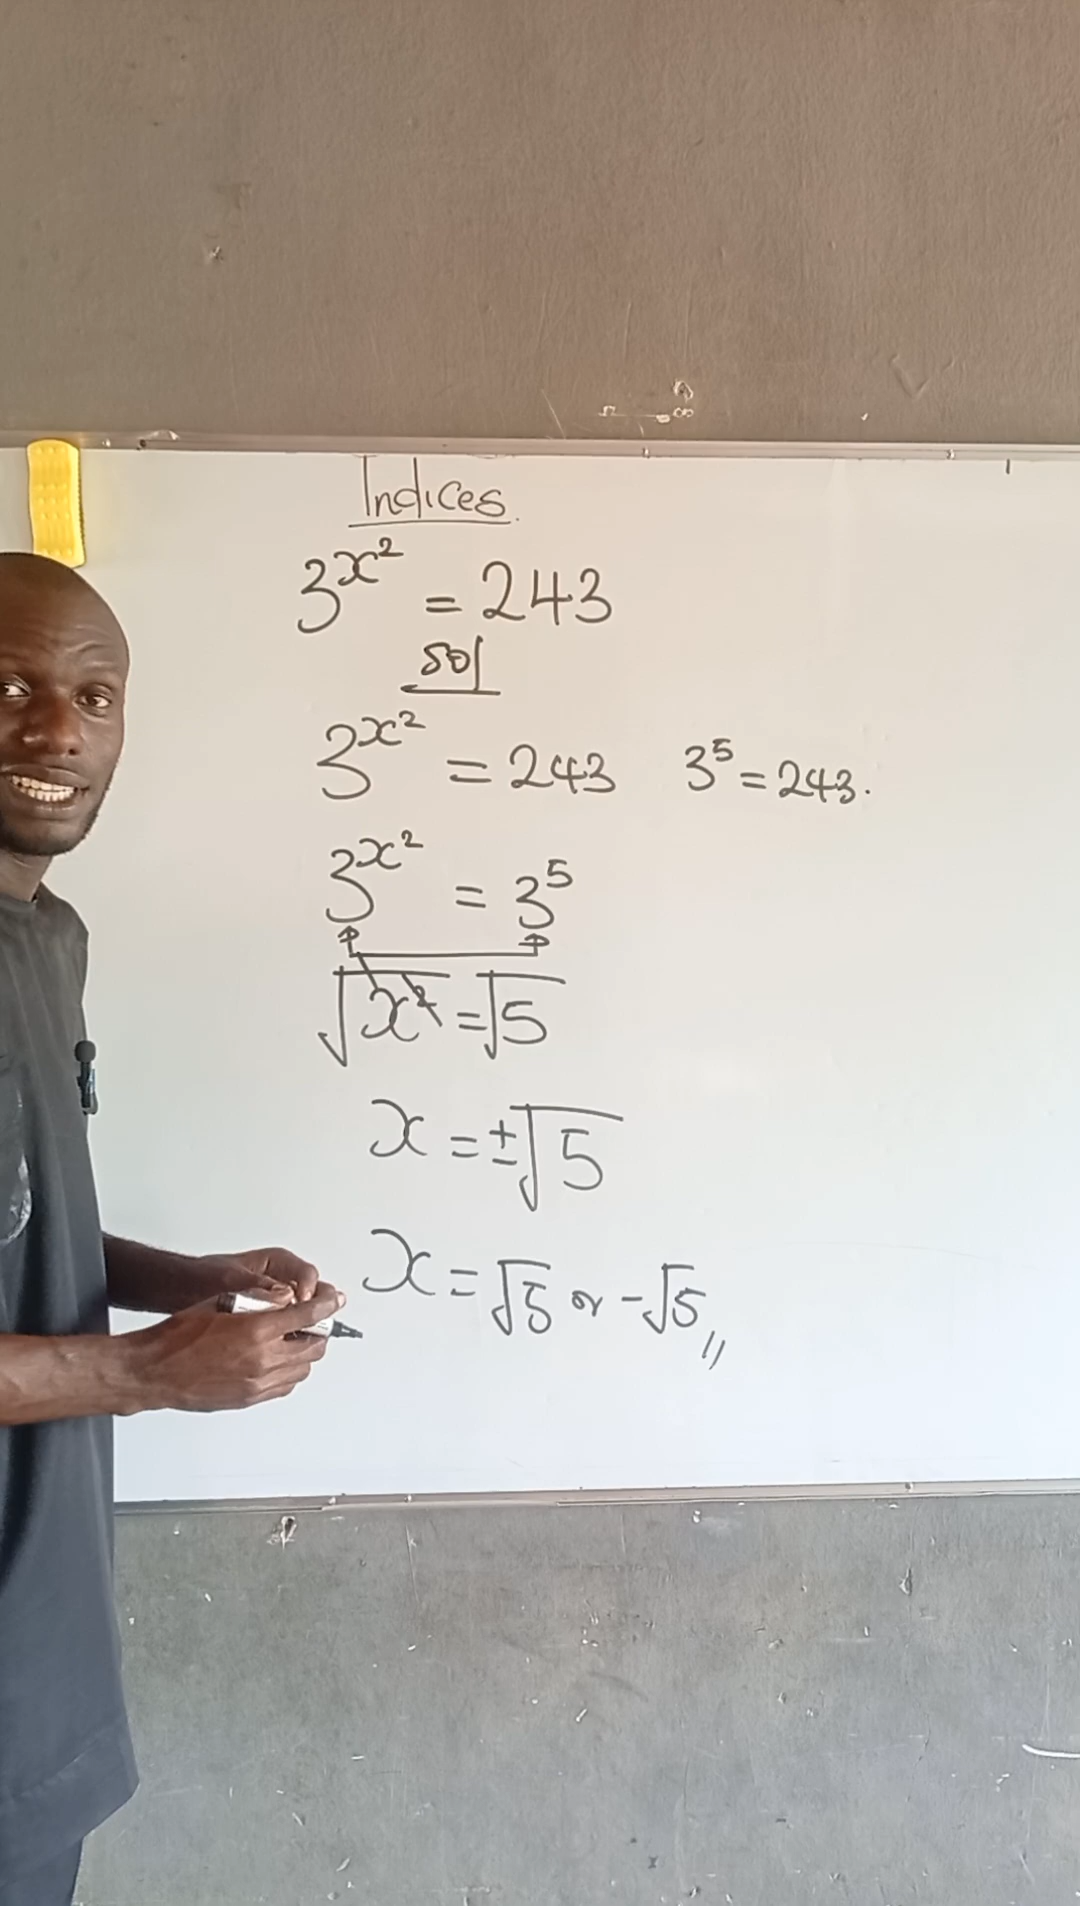 Indices.
3^x² = 243
sol
3^x² = 243 3⁵ = 243.
3^x² = 3⁵
√x² = √5
x = ±√5
x = √5 or -√5,,